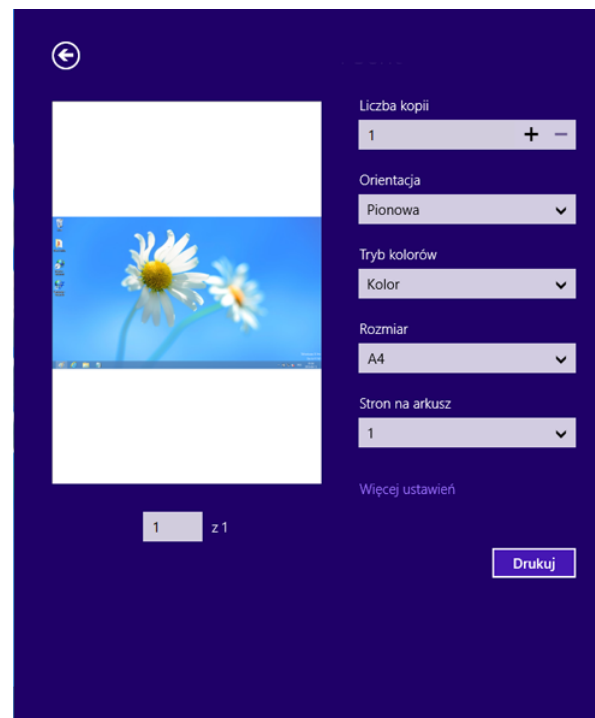 Liczba kopii
1
Orientacja
Pionowa
Tryb kolorów
Kolor
Rozmiar
A4
Stron na arkusz
1
Więcej ustawień
1 z 1
Drukuj